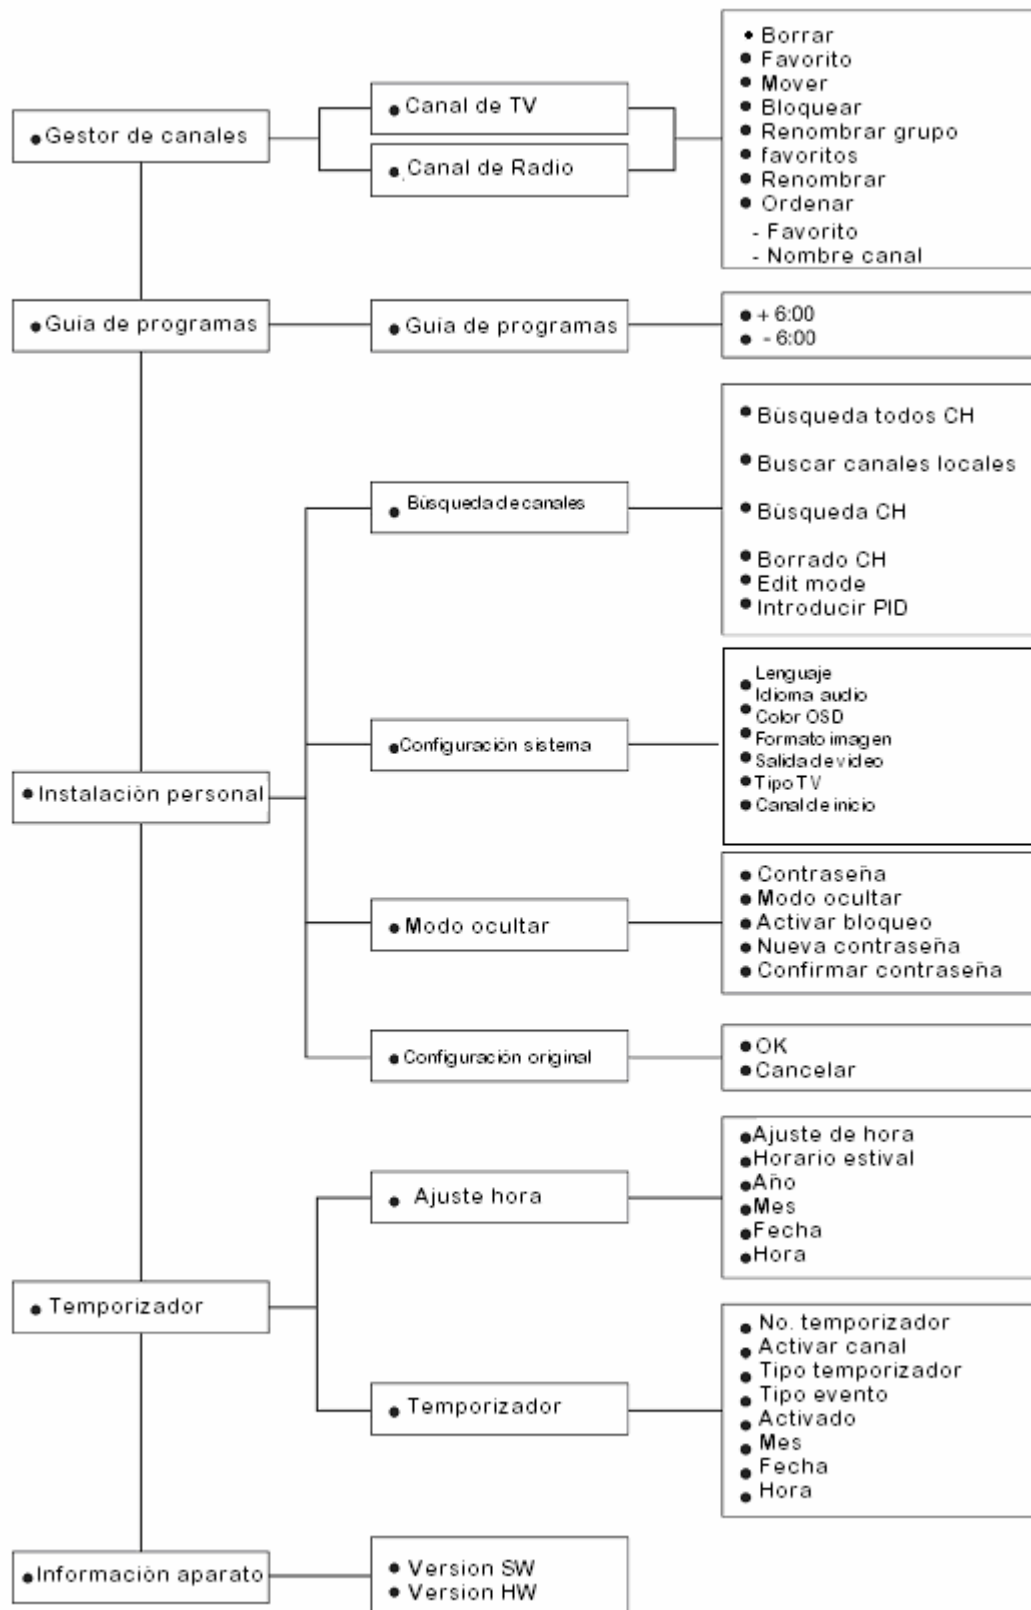 • Gestor de canales
• Canal de TV
• Canal de Radio
• Borrar
• Favorito
• Mover
• Bloquear
• Renombrar grupo
• favoritos
• Renombrar
• Ordenar
- Favorito
- Nombre canal
• Guía de programas
• Guía de programas
• + 6:00
• - 6:00
• Instalación personal
• Búsqueda de canales
• Búsqueda todos CH
• Buscar canales locales
• Búsqueda CH
• Borrado CH
• Edit mode
• Introducir PID
• Configuración sistema
Lenguaje
• Idioma audio
• Color OSD
• Formato imagen
• Salida de video
• Tipo TV
• Canal de inicio
• Modo ocultar
• Contraseña
• Modo ocultar
• Activar bloqueo
• Nueva contraseña
• Confirmar contraseña
• Configuración original
• OK
• Cancelar
• Temporizador
• Ajuste hora
• Ajuste de hora
• Horario estival
• Año
• Mes
• Fecha
• Hora
• Temporizador
• No. temporizador
• Activar canal
• Tipo temporizador
• Tipo evento
• Activado
• Mes
• Fecha
• Hora
• Información aparato
• Version SW
• Version HW